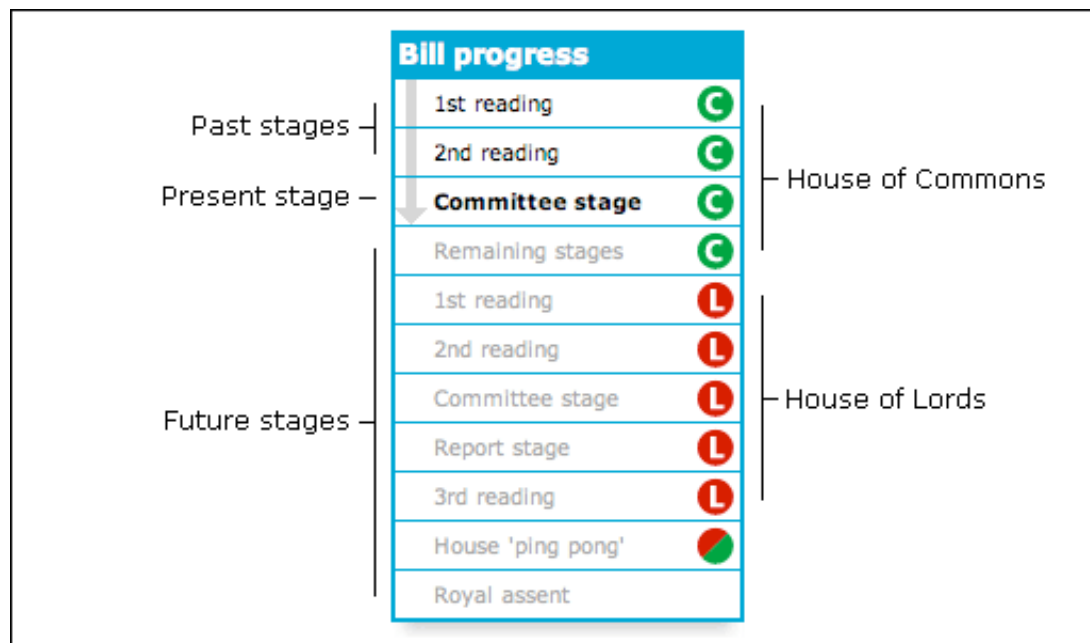 Bill progress
1st reading C
Past stages
2nd reading C
House of Commons
Present stage
Committee stage C
Remaining stages C
1st reading L
2nd reading L
Committee stage L
House of Lords
Future stages
Report stage L
3rd reading L
House 'ping pong'
Royal assent